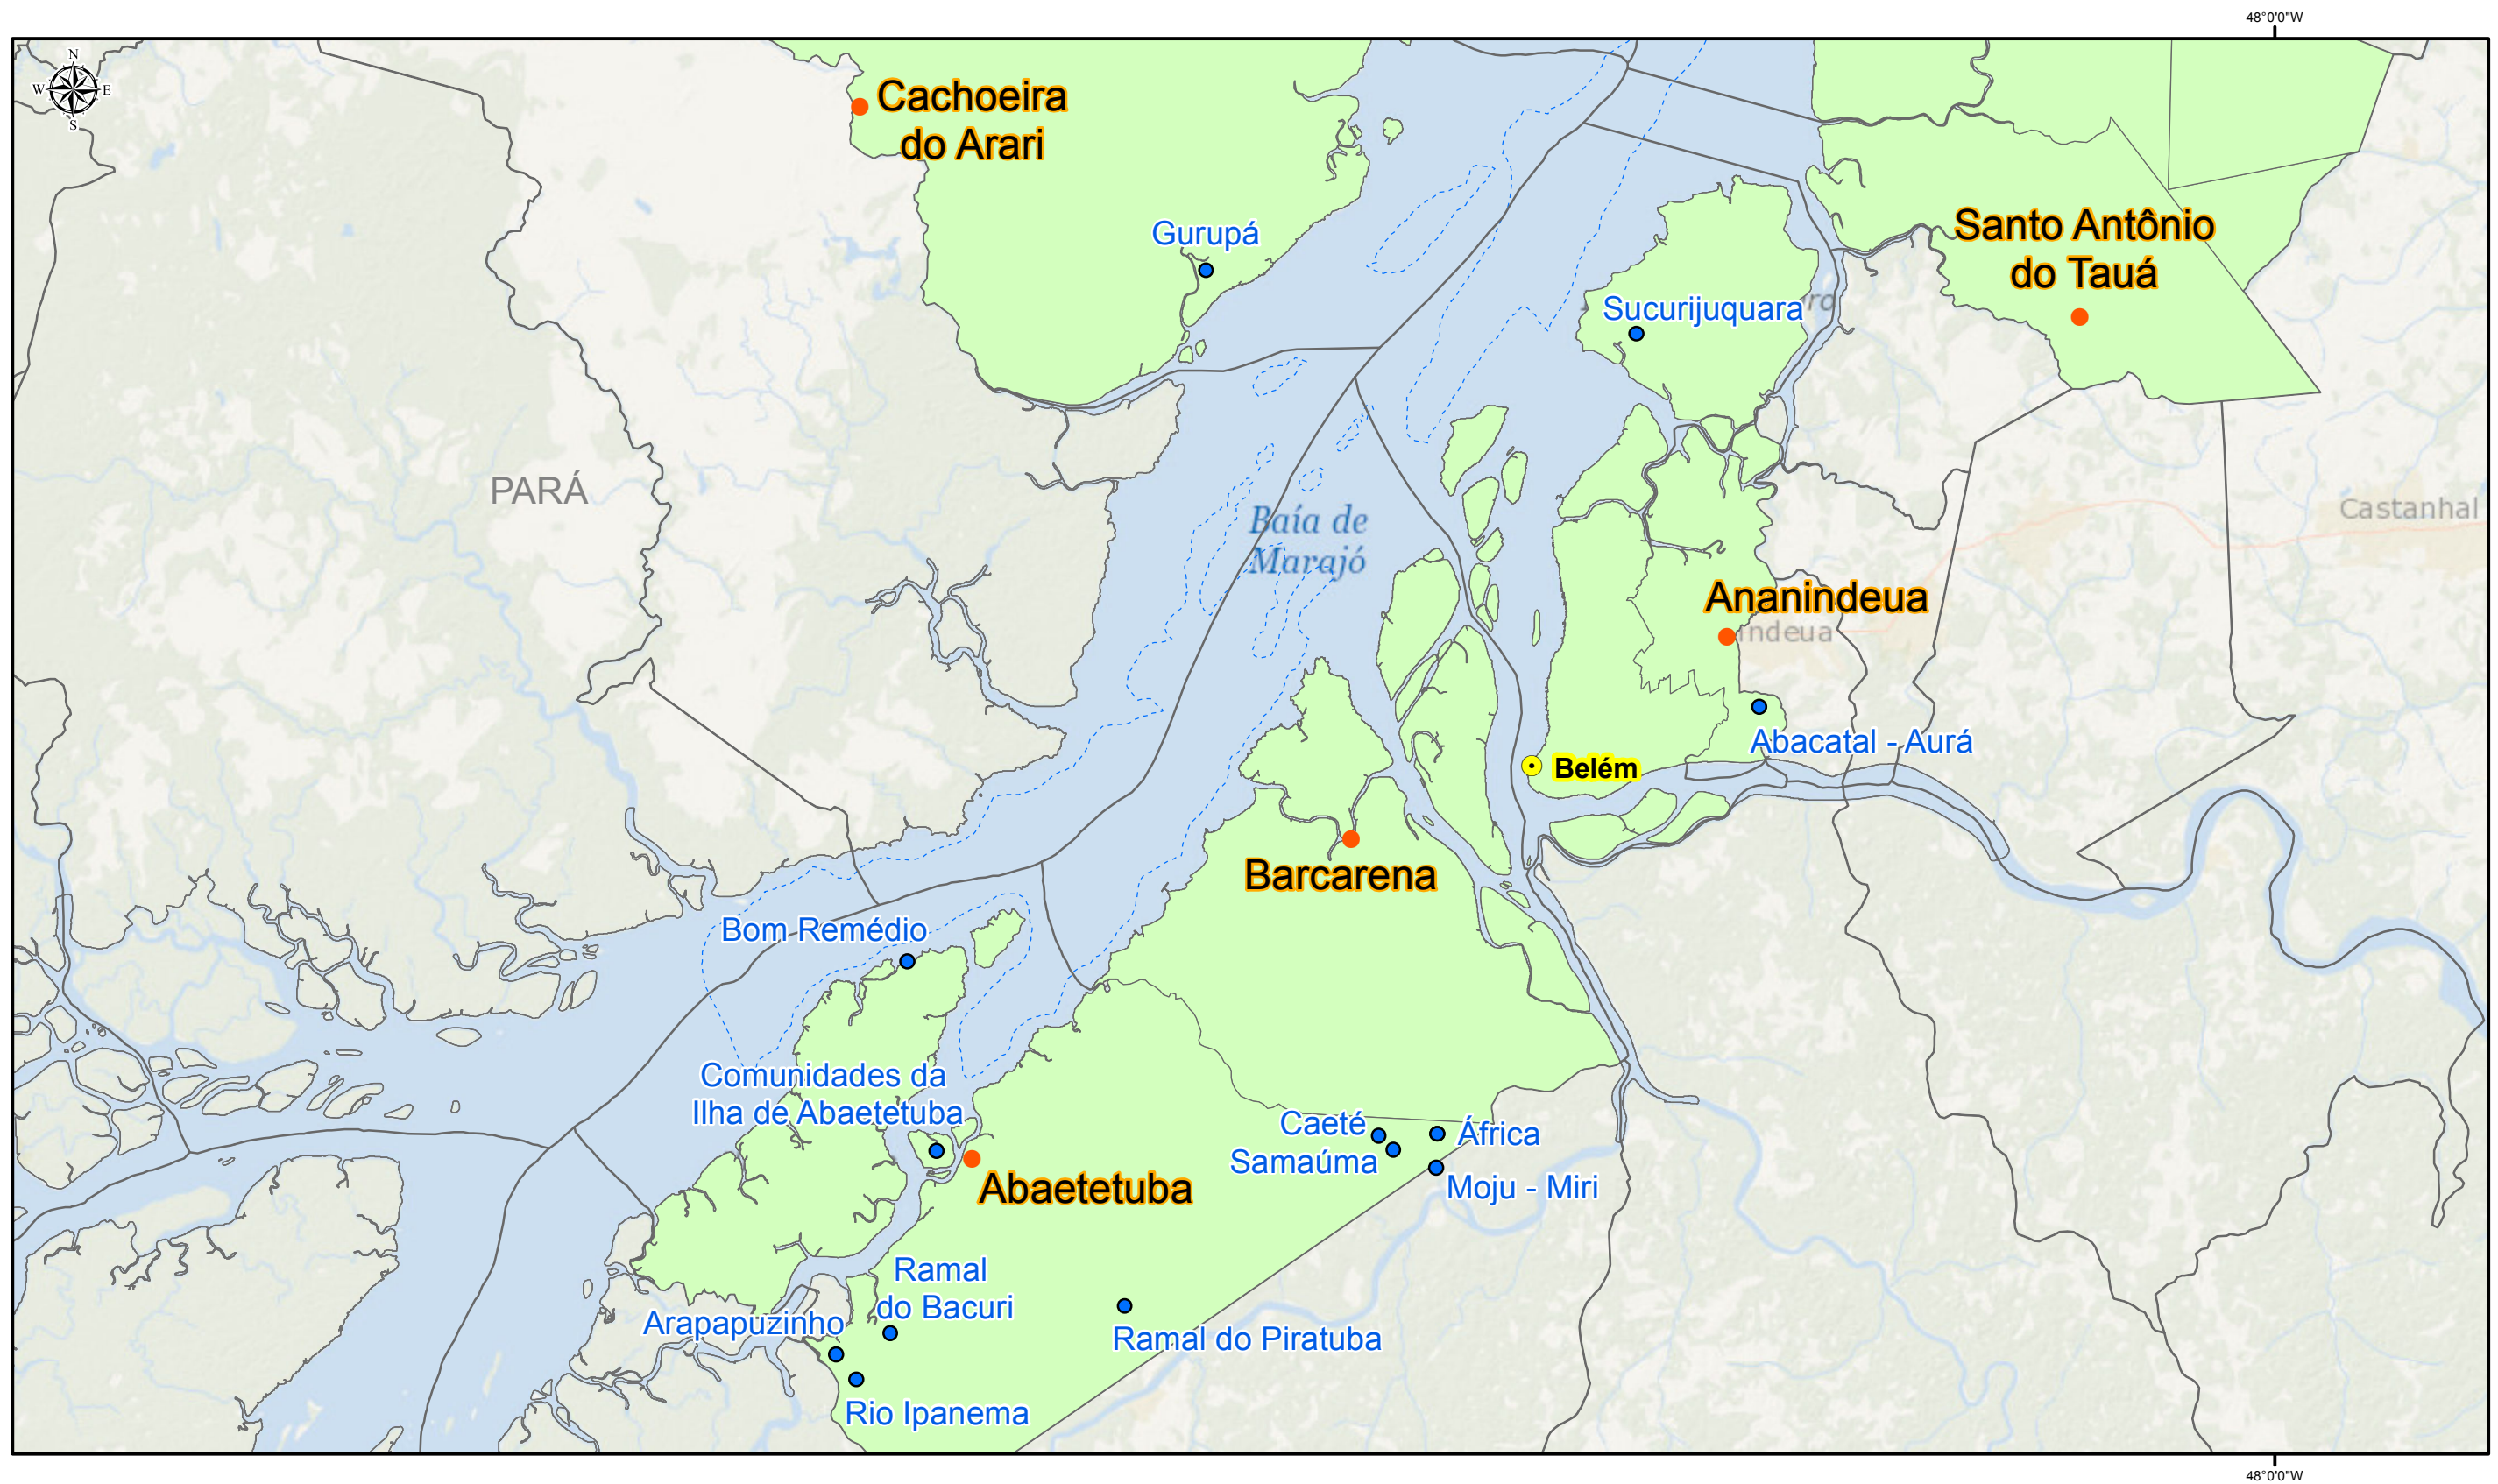 48°0'0"W
N
W E
S
Cachoeira
do Arari
Gurupá
Santo Antônio
do Tauá
Sucurijuquara
ro
PARÁ
Baía de
Marajó
Castanhal
Ananindeua
indeua
Abacatal - Aurá
Belém
Barcarena
Bom Remédio
Comunidades da
Ilha de Abaetetuba
Caeté
África
Samaúma
Moju - Miri
Abaetetuba
Ramal
do Bacuri
Arapapuzinho
Ramal do Piratuba
Rio Ipanema
48°0'0"W